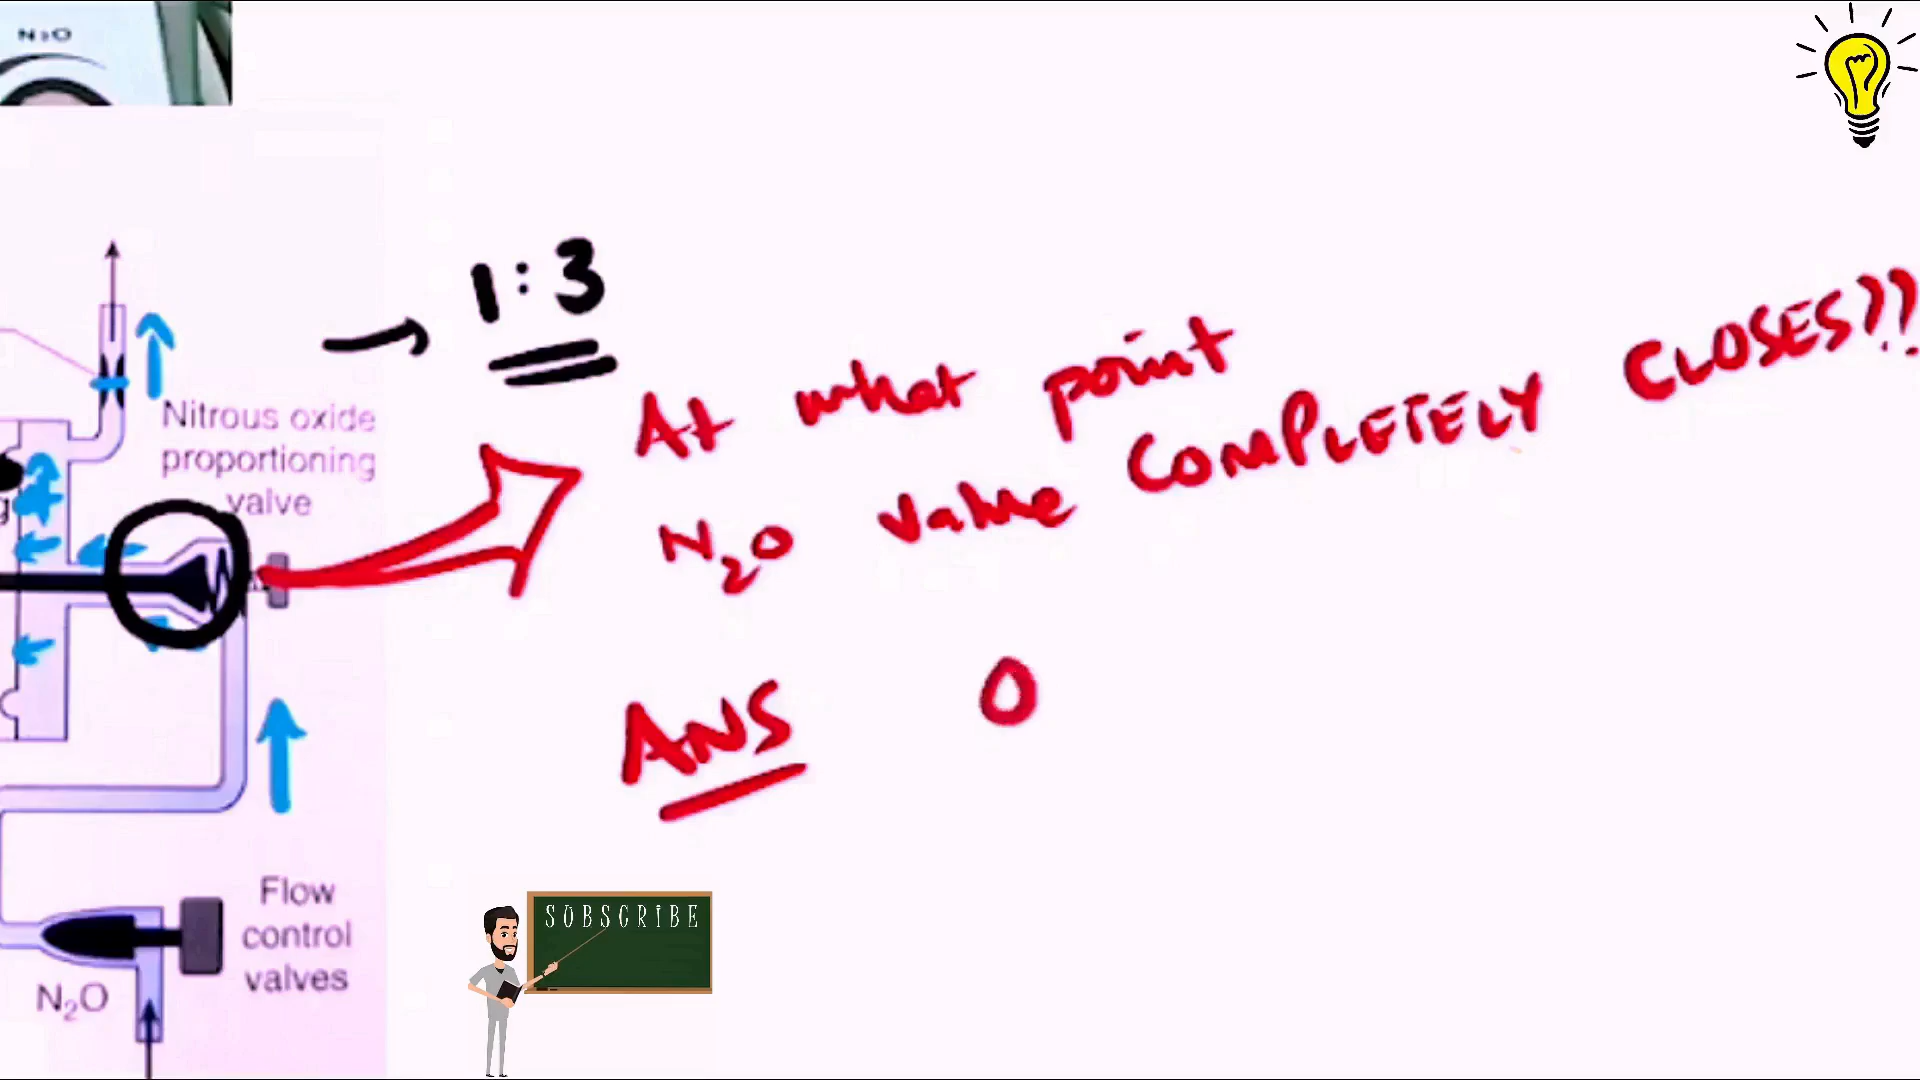 N2O
1:3
At what point
N₂O valve COMPLETELY CLOSES??
Nitrous oxide
proportioning
valve
g
ANS O
SUBSCRIBE
Flow
control
valves
N₂O